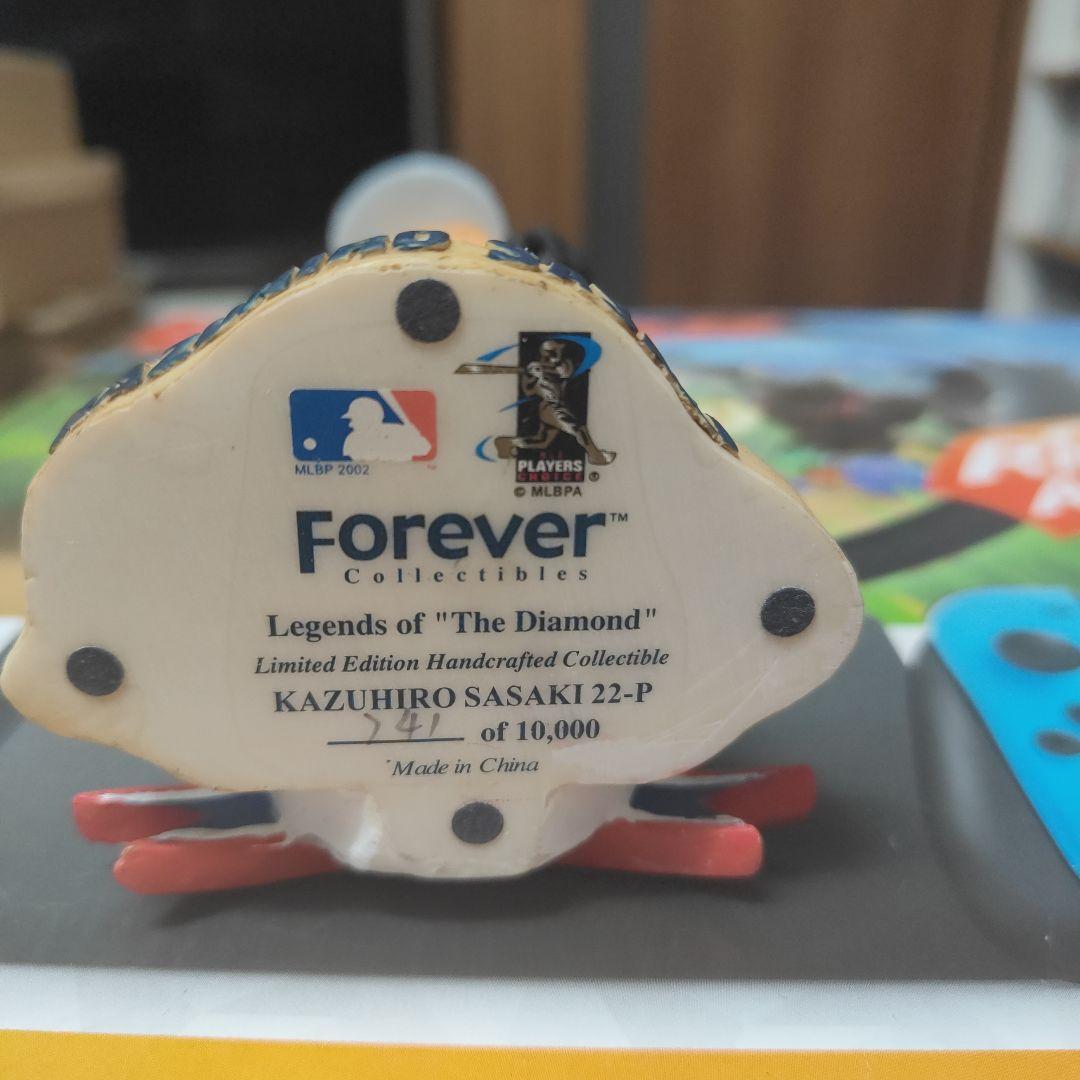 MLBP 2002
PLAYERS
CHOICE ®
© MLBPA
Forever™
Collectibles
Legends of "The Diamond"
Limited Edition Handcrafted Collectible
KAZUHIRO SASAKI 22-P
741 of 10,000
Made in China